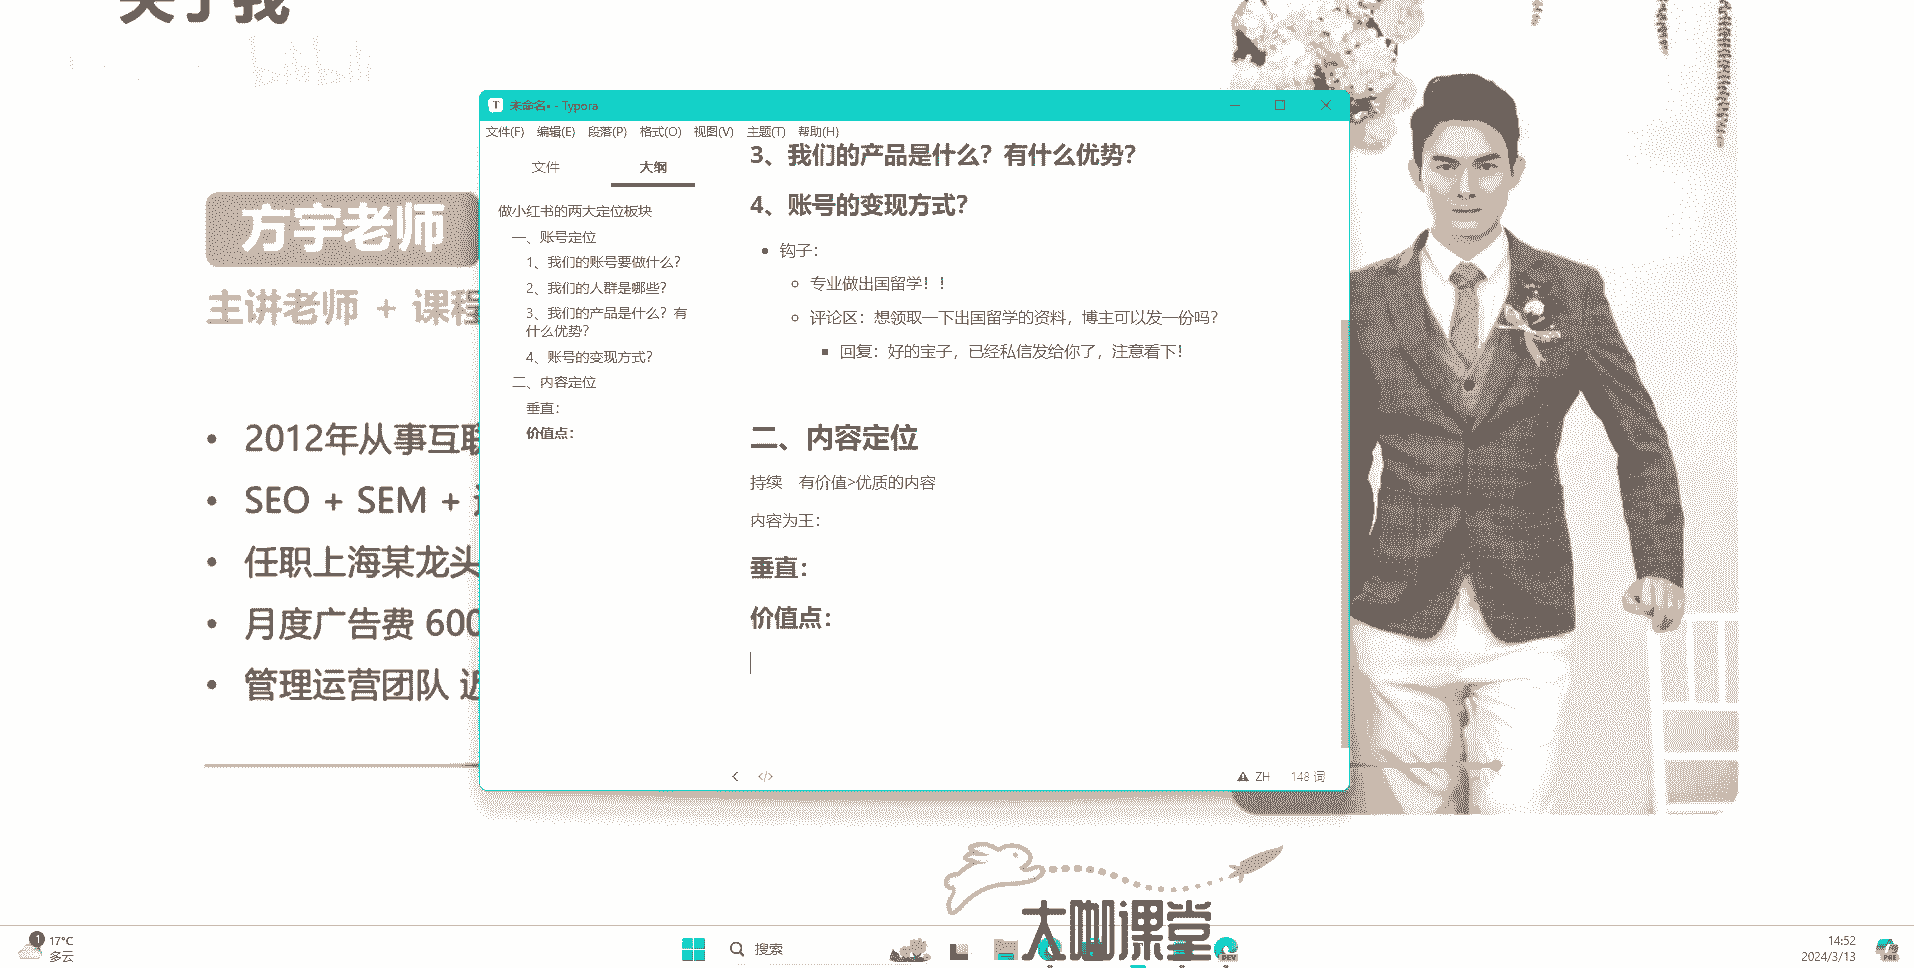 关于我
bilibili
方宇老师
主讲老师 + 课程
2012年从事互联
SEO + SEM +
任职上海某龙头
月度广告费 600
管理运营团队 近
未命名• - Typora
文件(F) 编辑(E) 段落(P) 格式(O) 视图(V) 主题(T) 帮助(H)
文件 大纲
做小红书的两大定位板块
一、账号定位
1、我们的账号要做什么?
2、我们的人群是哪些?
3、我们的产品是什么? 有
什么优势?
4、账号的变现方式?
二、内容定位
垂直:
价值点:
3、我们的产品是什么? 有什么优势?
4、账号的变现方式?
钩子:
专业做出国留学! !
评论区: 想领取一下出国留学的资料, 博主可以发一份吗?
回复: 好的宝子, 已经私信发给你了, 注意看下!
二、内容定位
持续 有价值>优质的内容
内容为王:
垂直:
价值点:
</> ZH 148 词
大咖课堂
1 17°C
多云
搜索
DEV
14:52
2024/3/13
PRE